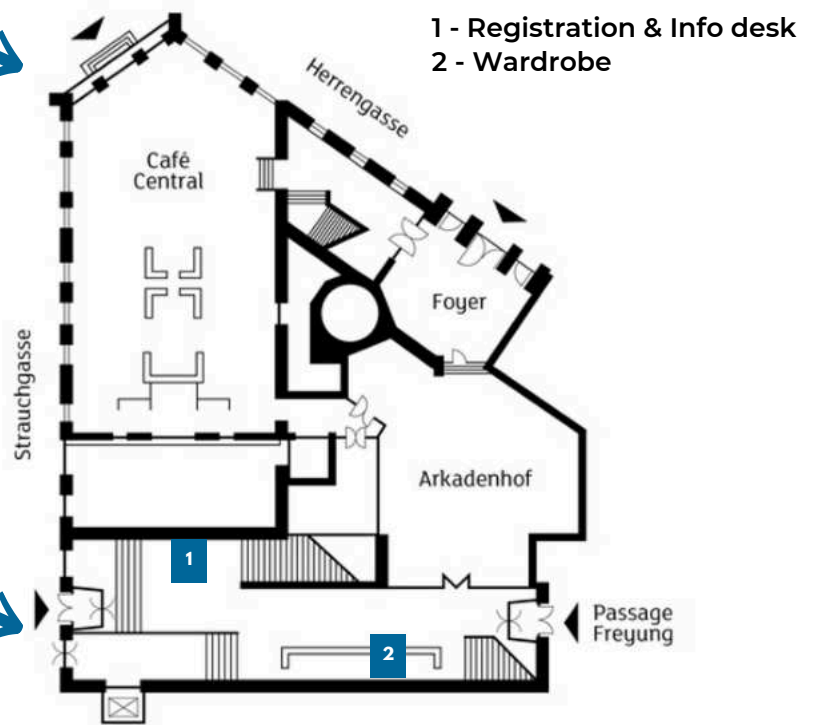 1 - Registration & Info desk
2 - Wardrobe
Herrengasse
Café
Central
Foyer
Strauchgasse
Arkadenhof
1
Passage
Freyung
2